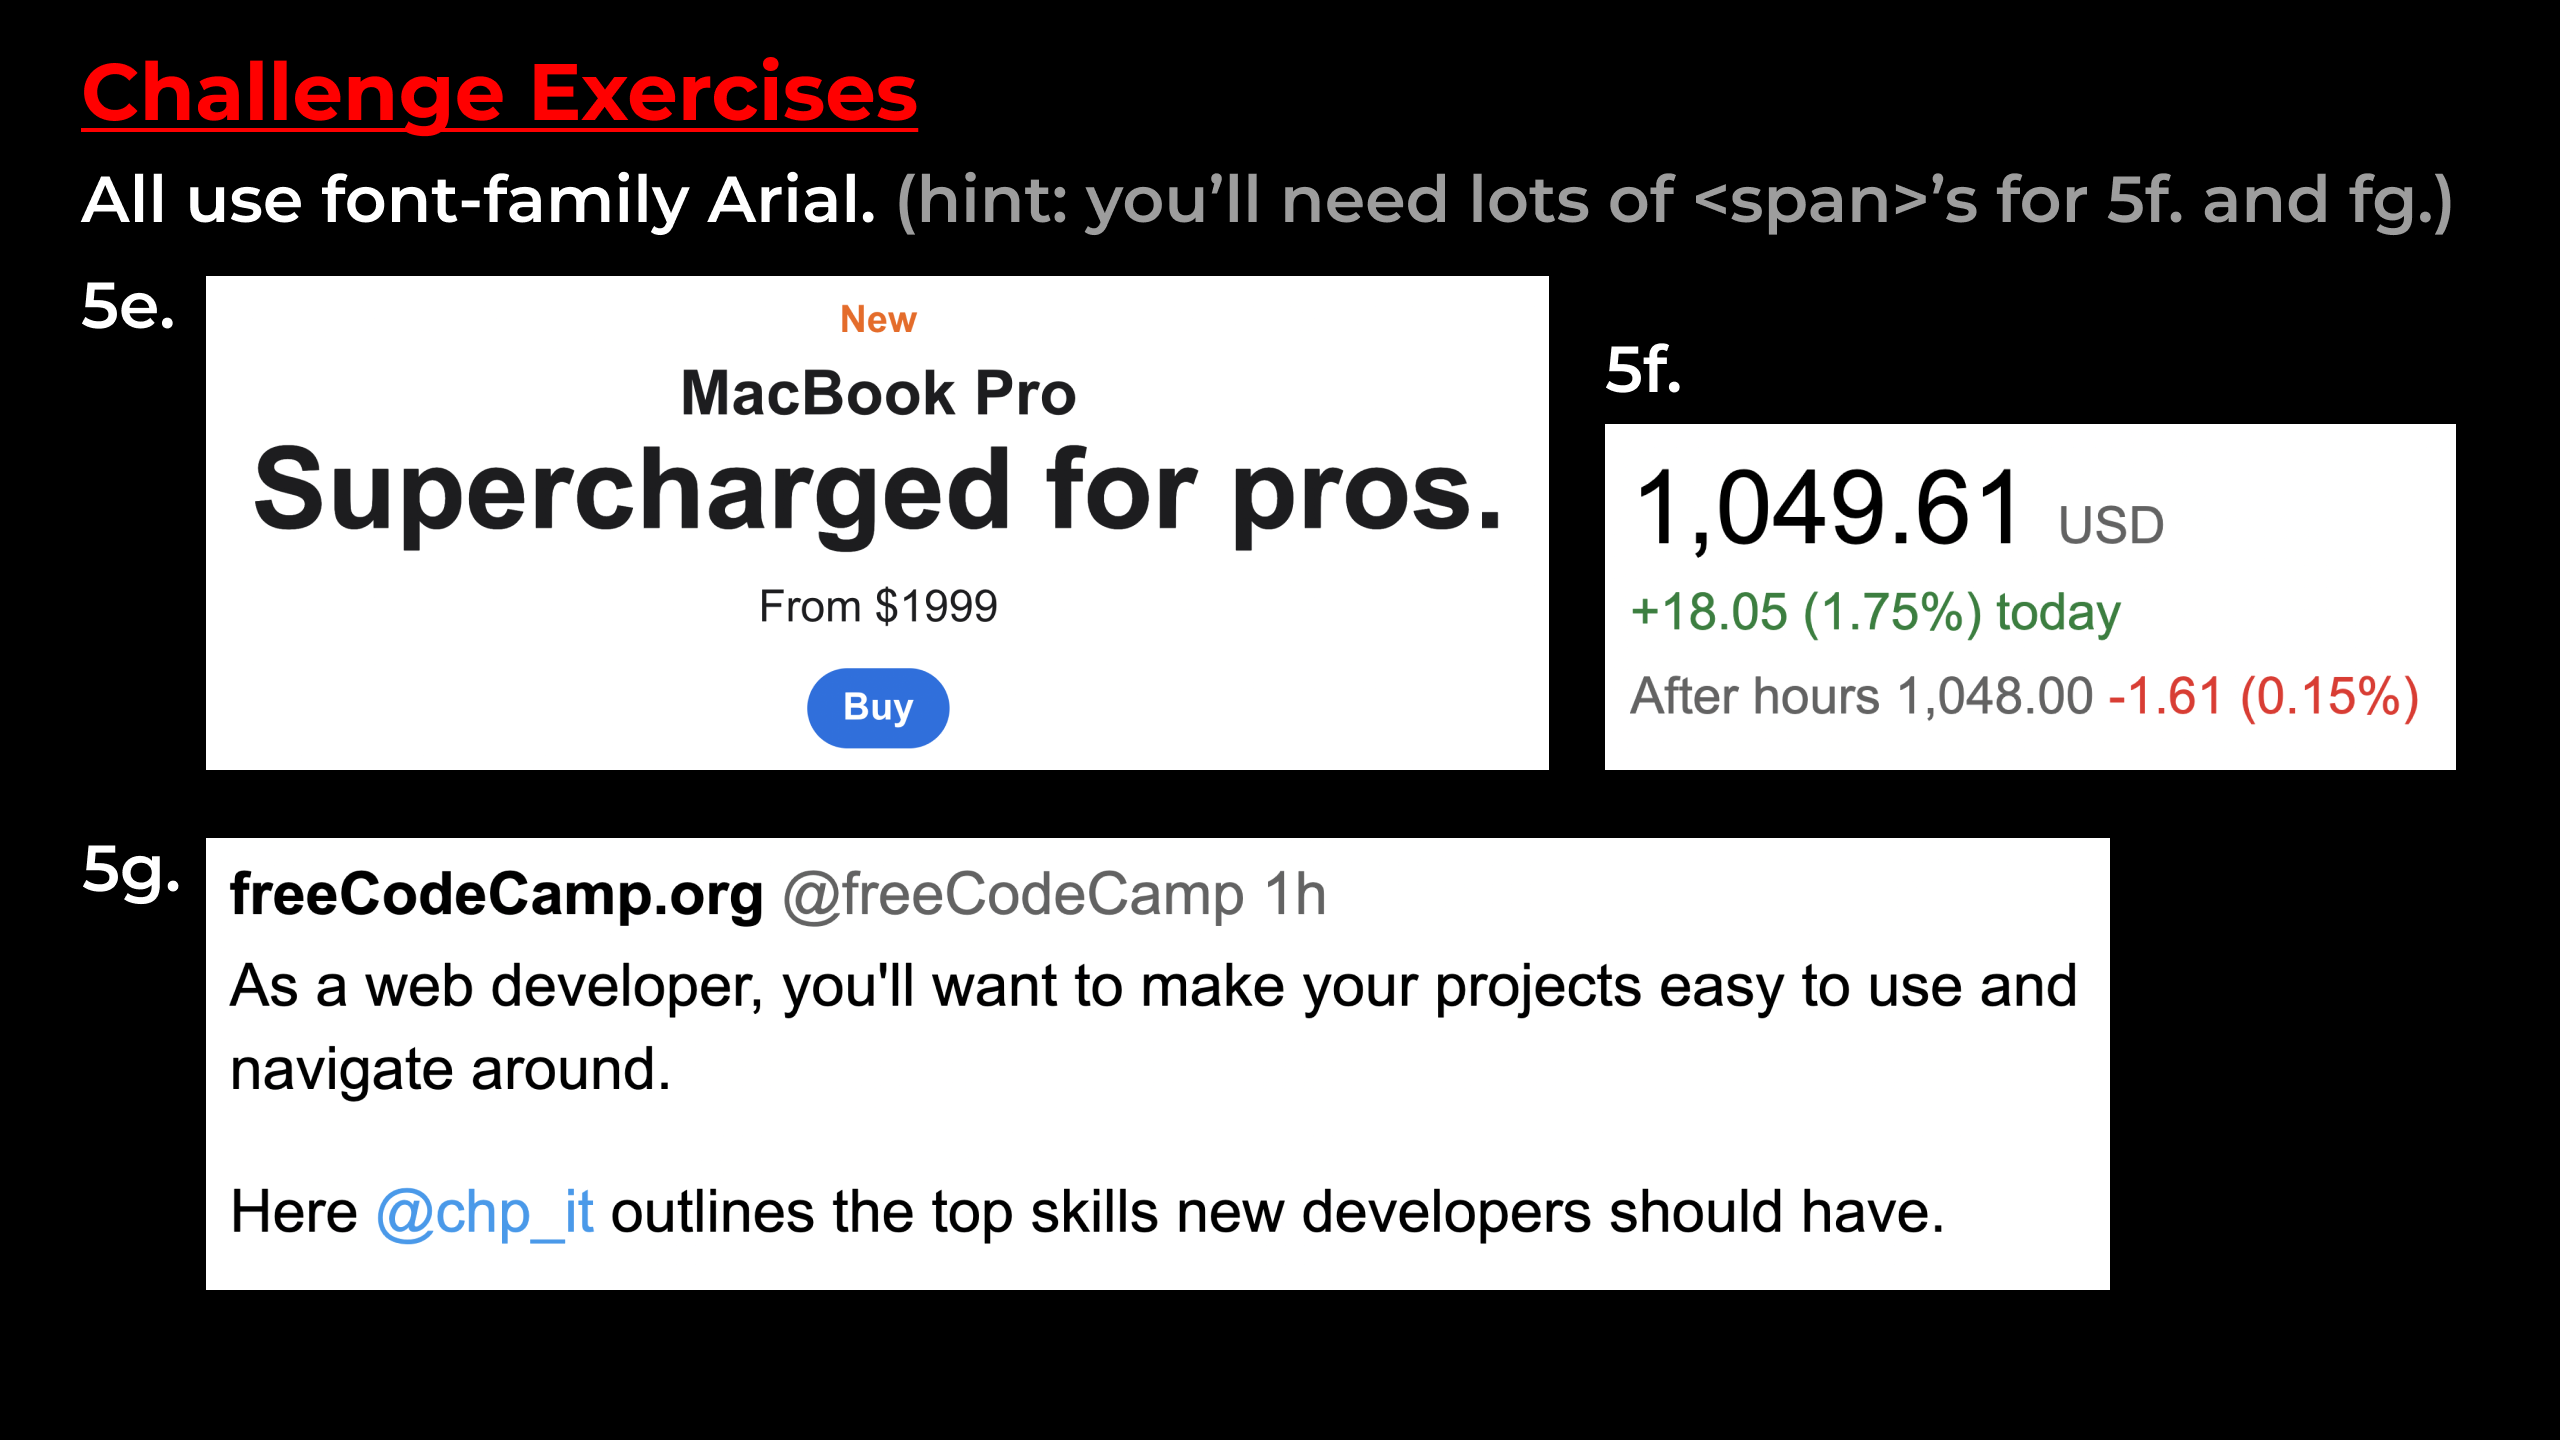 Challenge Exercises
All use font-family Arial. (hint: you’ll need lots of <span>’s for 5f. and fg.)
5e.
New
MacBook Pro
Supercharged for pros.
From $1999
Buy
5f.
1,049.61 USD
+18.05 (1.75%) today
After hours 1,048.00 -1.61 (0.15%)
5g.
freeCodeCamp.org @freeCodeCamp 1h
As a web developer, you'll want to make your projects easy to use and
navigate around.
Here @chp_it outlines the top skills new developers should have.